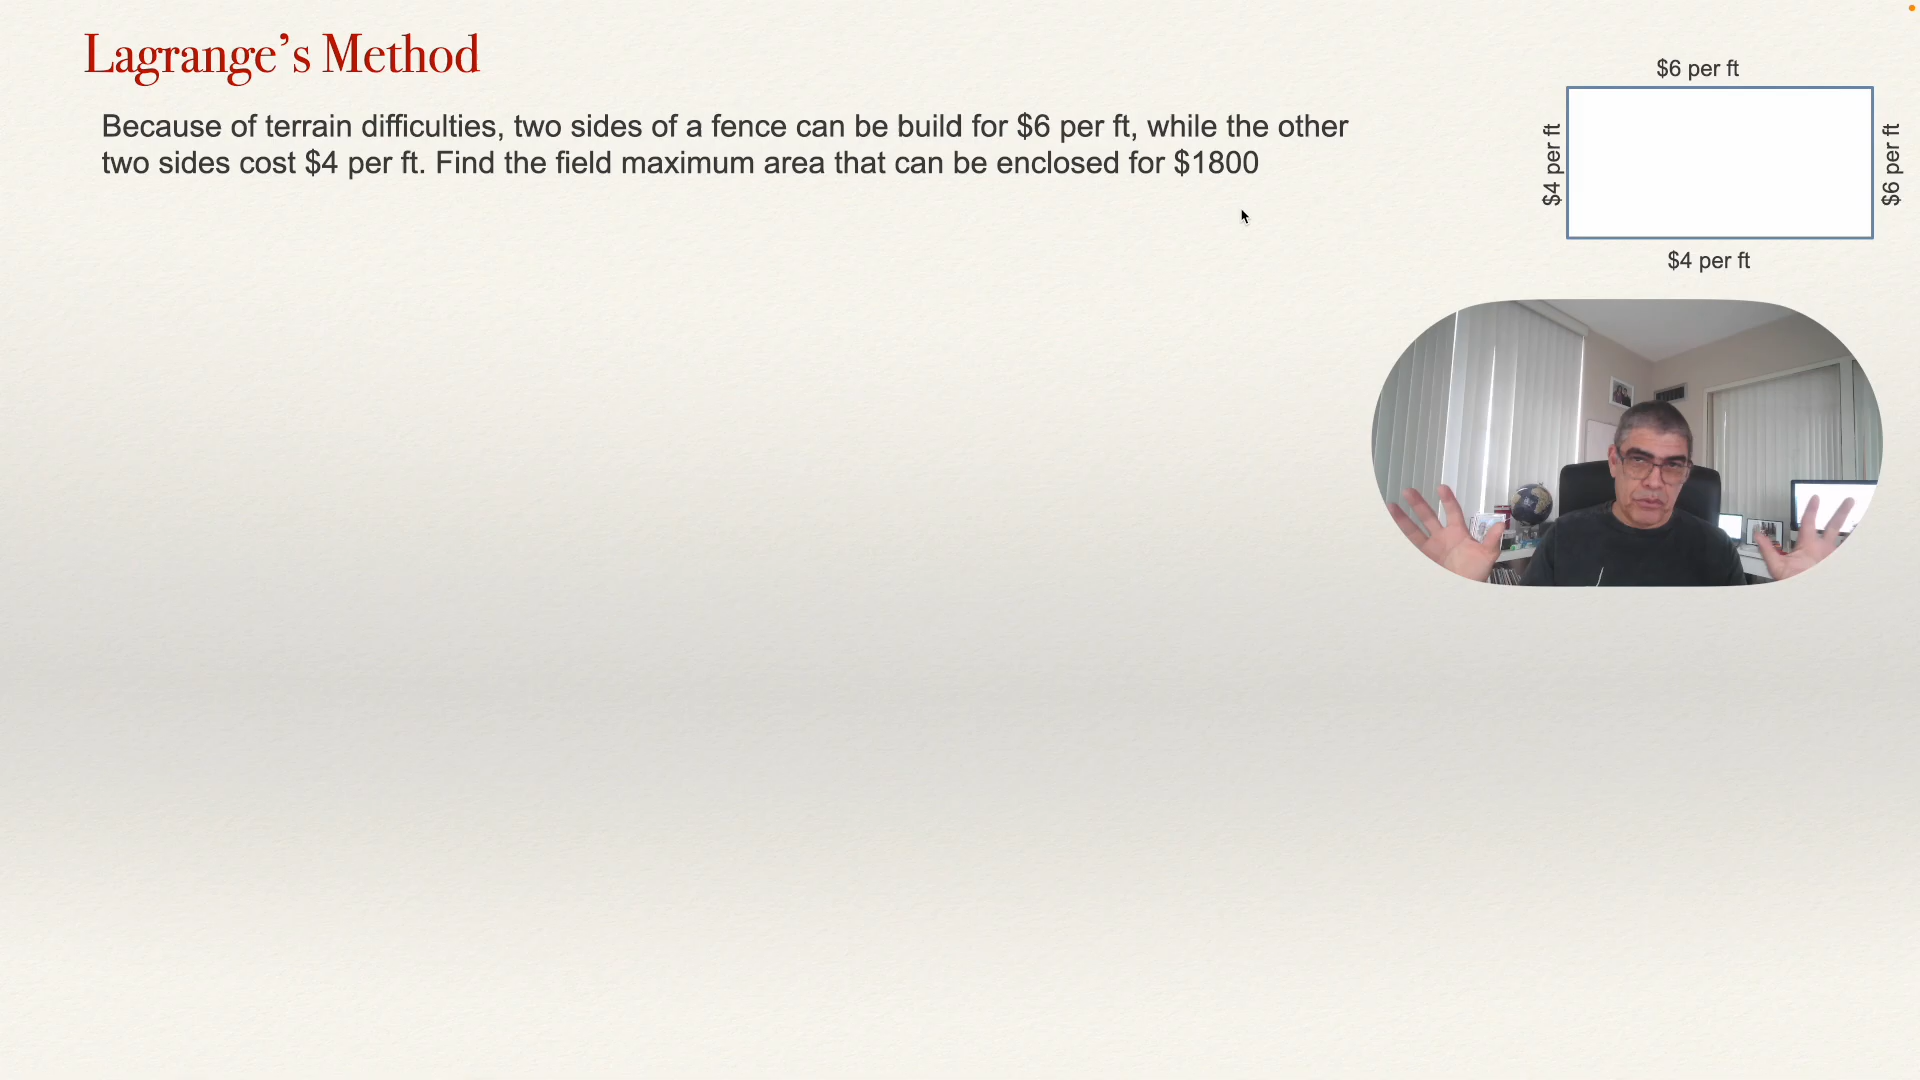 Lagrange’s Method
Because of terrain difficulties, two sides of a fence can be build for $6 per ft, while the other
two sides cost $4 per ft. Find the field maximum area that can be enclosed for $1800
$6 per ft
$4 per ft
$6 per ft
$4 per ft